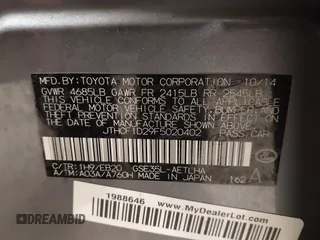 MFD.BY: TOYOTA MOTOR CORPORATION 10/14
GVWR 4685LB GAWR FR 2415LB RR 2545LB
THIS VEHICLE CONFORMS TO ALL APPLICABLE
FEDERAL MOTOR VEHICLE SAFETY, BUMPER, AND
THEFT PREVENTION STANDARDS IN EFFECT ON
THE DATE OF MANUFACTURE SHOWN ABOVE.
JTHCF1D29F5020402 PASS. CAR
C/TR:1H9/EB20 GSE35L-AETLHA
A/TM:A03A/A760H MADE IN JAPAN 162 A
1988646
MyDealerLot.com
DREAMBID